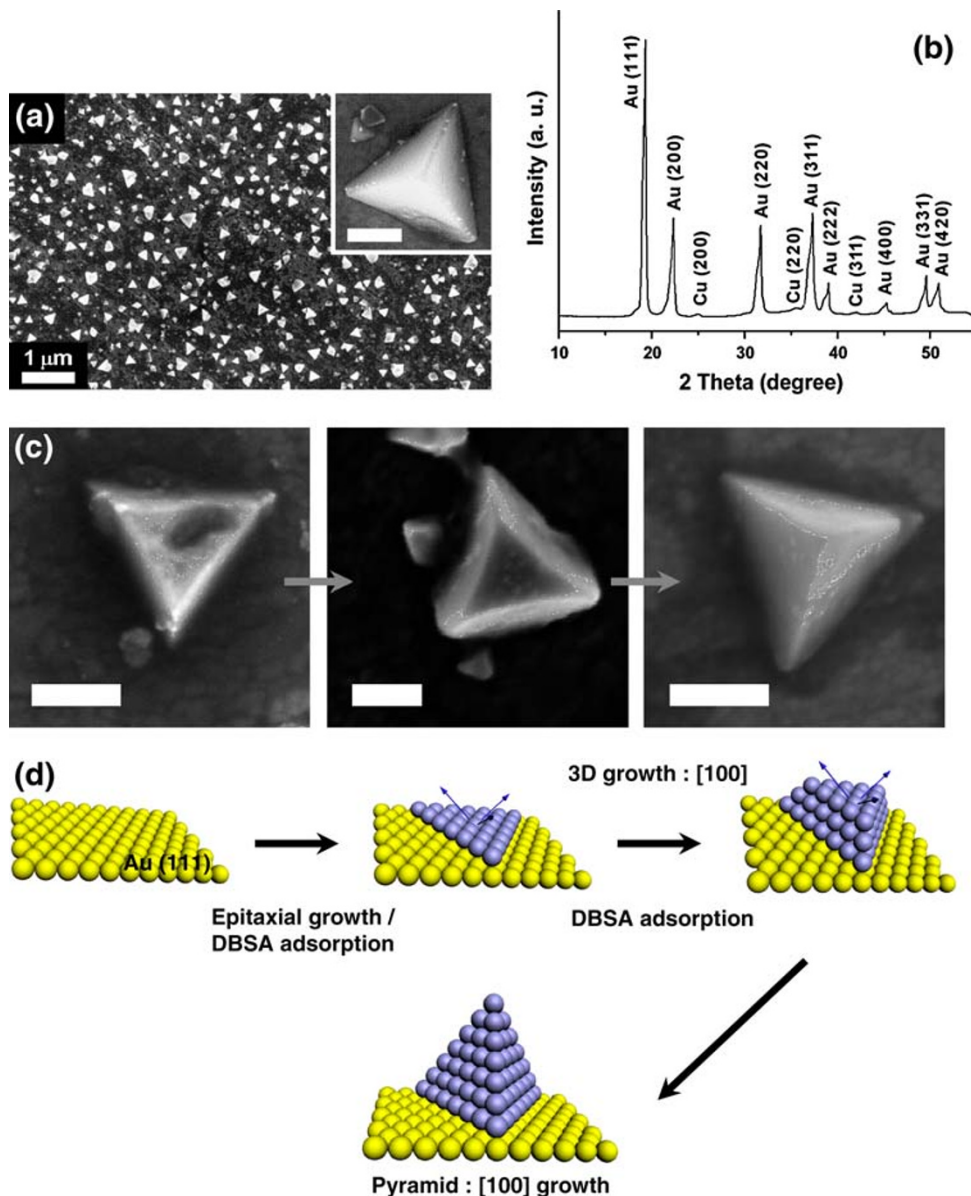 (a)
1 μm
(b)
Intensity (a. u.)
Au (111)
Au (200)
Cu (200)
Au (220)
Cu (220)
Au (311)
Au (222)
Cu (311)
Au (400)
Au (331)
Au (420)
10 20 30 40 50
2 Theta (degree)
(c)
(d)
Au (111)
Epitaxial growth /
DBSA adsorption
3D growth : [100]
DBSA adsorption
Pyramid : [100] growth